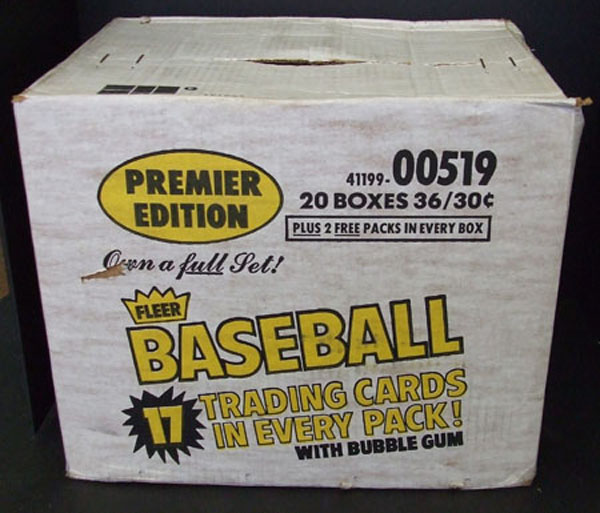 PREMIER
EDITION
41199-00519
20 BOXES 36/30¢
PLUS 2 FREE PACKS IN EVERY BOX
Own a full Set!
FLEER
BASEBALL
17 TRADING CARDS
IN EVERY PACK!
WITH BUBBLE GUM